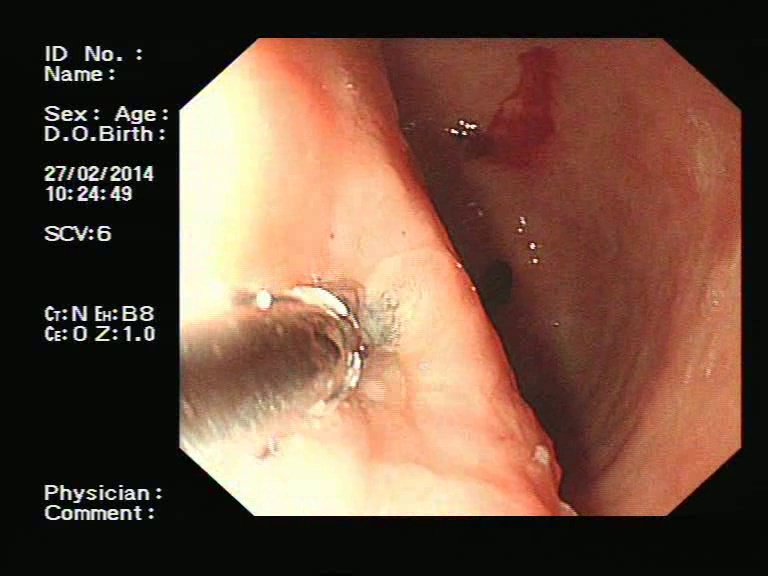 ID No. :
Name :
Sex: Age:
D.O.Birth:
27/02/2014
10:24:49
SCV:6
CT:N EH:B8
CE:0 Z:1.0
Physician:
Comment: